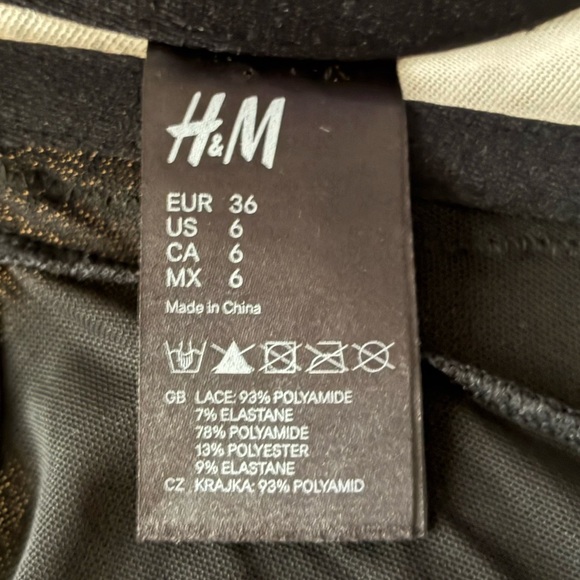 H&M
EUR 36
US 6
CA 6
MX 6
Made in China
GB LACE: 93% POLYAMIDE
7% ELASTANE
78% POLYAMIDE
13% POLYESTER
9% ELASTANE
CZ KRAJKA: 93% POLYAMID